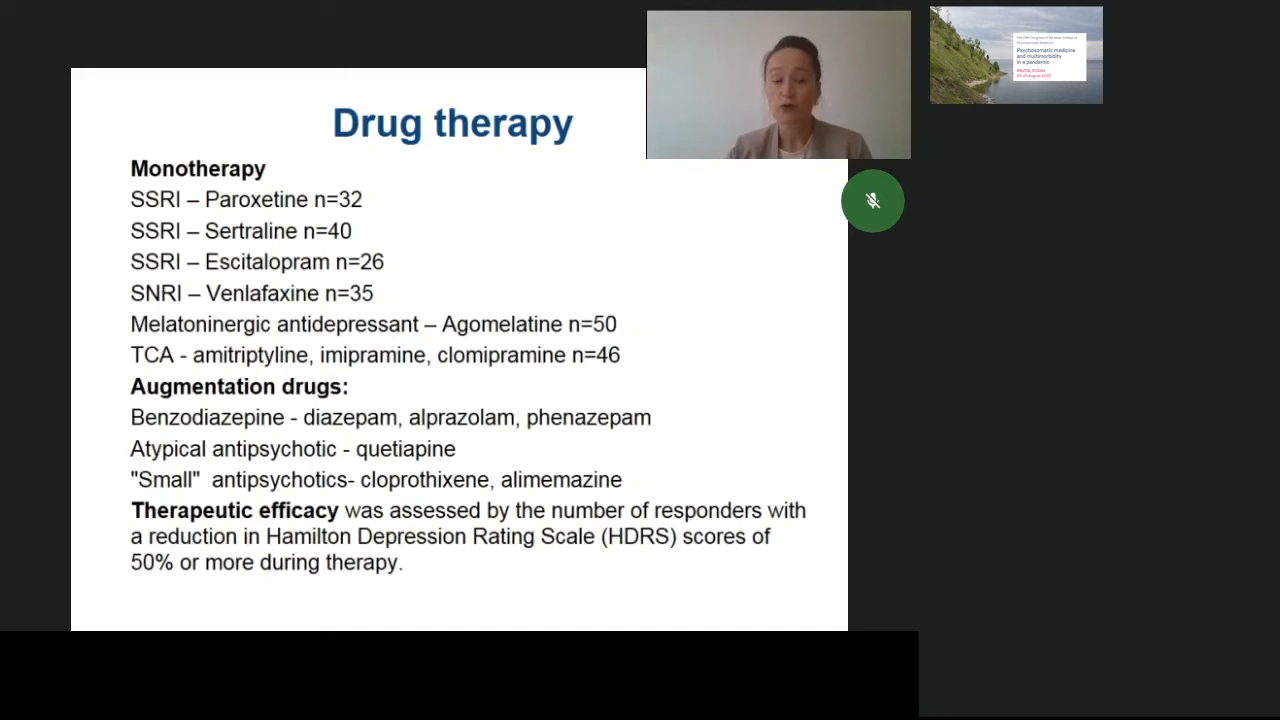 Drug therapy
Monotherapy
SSRI – Paroxetine n=32
SSRI – Sertraline n=40
SSRI – Escitalopram n=26
SNRI – Venlafaxine n=35
Melatoninergic antidepressant – Agomelatine n=50
TCA - amitriptyline, imipramine, clomipramine n=46
Augmentation drugs:
Benzodiazepine - diazepam, alprazolam, phenazepam
Atypical antipsychotic - quetiapine
"Small" antipsychotics- cloprothixene, alimemazine
Therapeutic efficacy was assessed by the number of responders with
a reduction in Hamilton Depression Rating Scale (HDRS) scores of
50% or more during therapy.
Psychosomatic medicine
and multimorbidity
in a pandemic